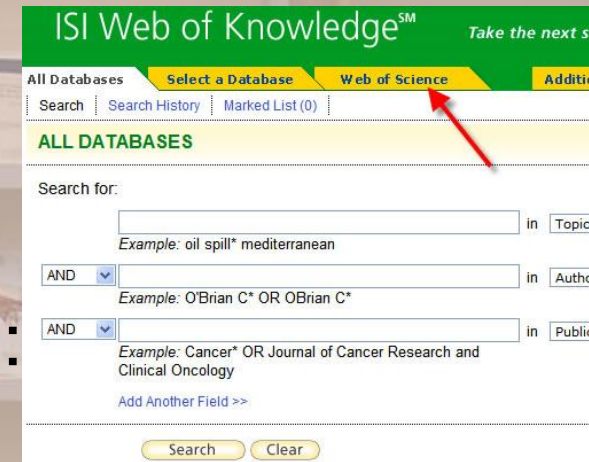 ISI Web of Knowledge℠ Take the next s
All Databases Select a Database Web of Science Additi
Search Search History Marked List (0)
ALL DATABASES
Search for:
in Topic
Example: oil spill* mediterranean
AND in Autho
Example: O'Brian C* OR OBrian C*
AND in Public
Example: Cancer* OR Journal of Cancer Research and
Clinical Oncology
Add Another Field >>
Search Clear